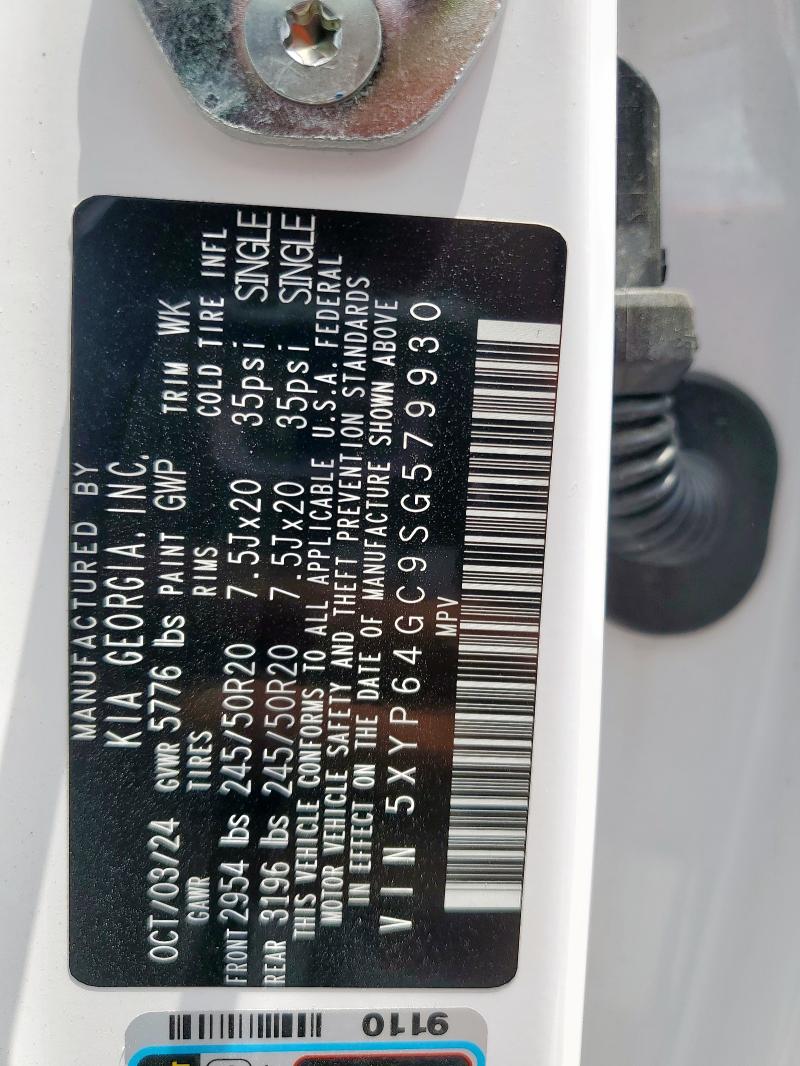 MANUFACTURED BY
KIA GEORGIA, INC.
OCT/03/24 GVWR 5776 lbs PAINT GWP TRIM WK
GAWR TIRES RIMS COLD TIRE INFL
FRONT 2954 lbs 245/50R20 7.5Jx20 35psi SINGLE
REAR 3196 lbs 245/50R20 7.5Jx20 35psi SINGLE
THIS VEHICLE CONFORMS TO ALL APPLICABLE U.S.A. FEDERAL
MOTOR VEHICLE SAFETY AND THEFT PREVENTION STANDARDS
IN EFFECT ON THE DATE OF MANUFACTURE SHOWN ABOVE
VIN 5XYP64GC9SG579930
MPV
9110